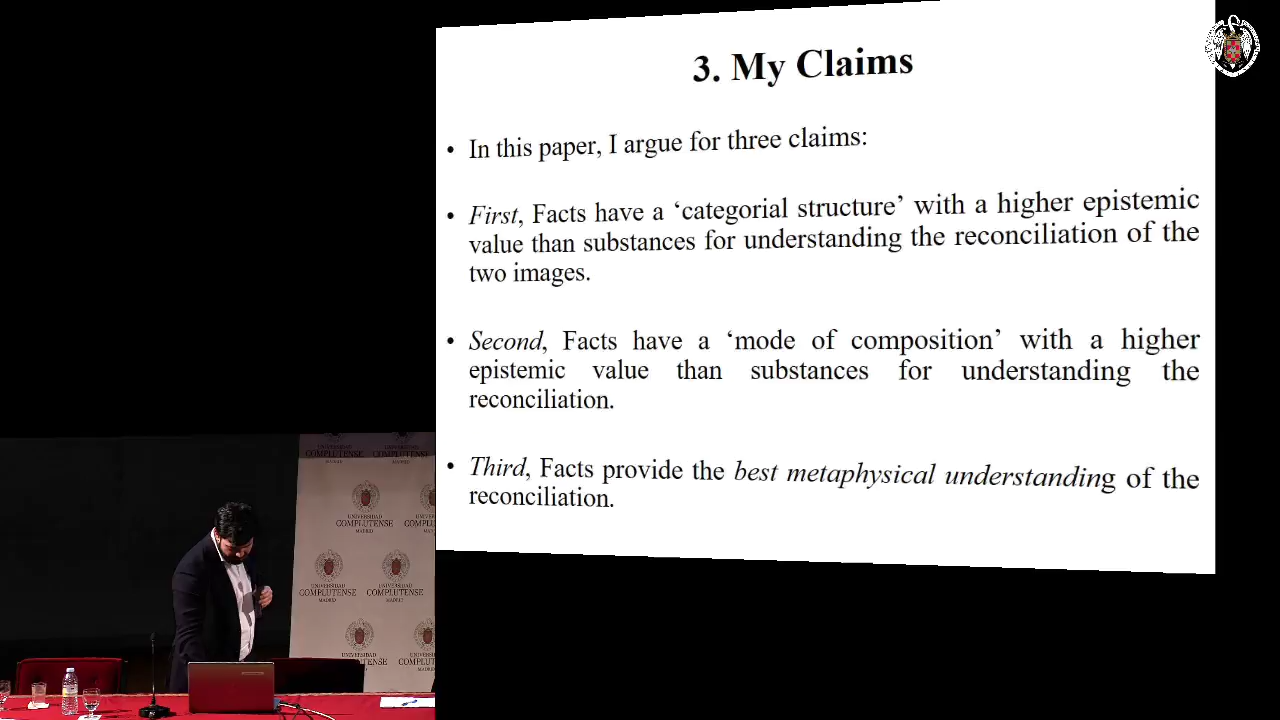 3. My Claims
• In this paper, I argue for three claims:
• First, Facts have a ‘categorial structure’ with a higher epistemic
value than substances for understanding the reconciliation of the
two images.
• Second, Facts have a ‘mode of composition’ with a higher
epistemic value than substances for understanding the
reconciliation.
• Third, Facts provide the best metaphysical understanding of the
reconciliation.
UNIVERSIDAD
COMPLUTENSE
MADRID
UNIVERSIDAD
COMPLUTENSE
MADRID
UNIVERSIDAD
COMPLUTENSE
MADRID
UNIVERSIDAD
COMPLUTENSE
MADRID